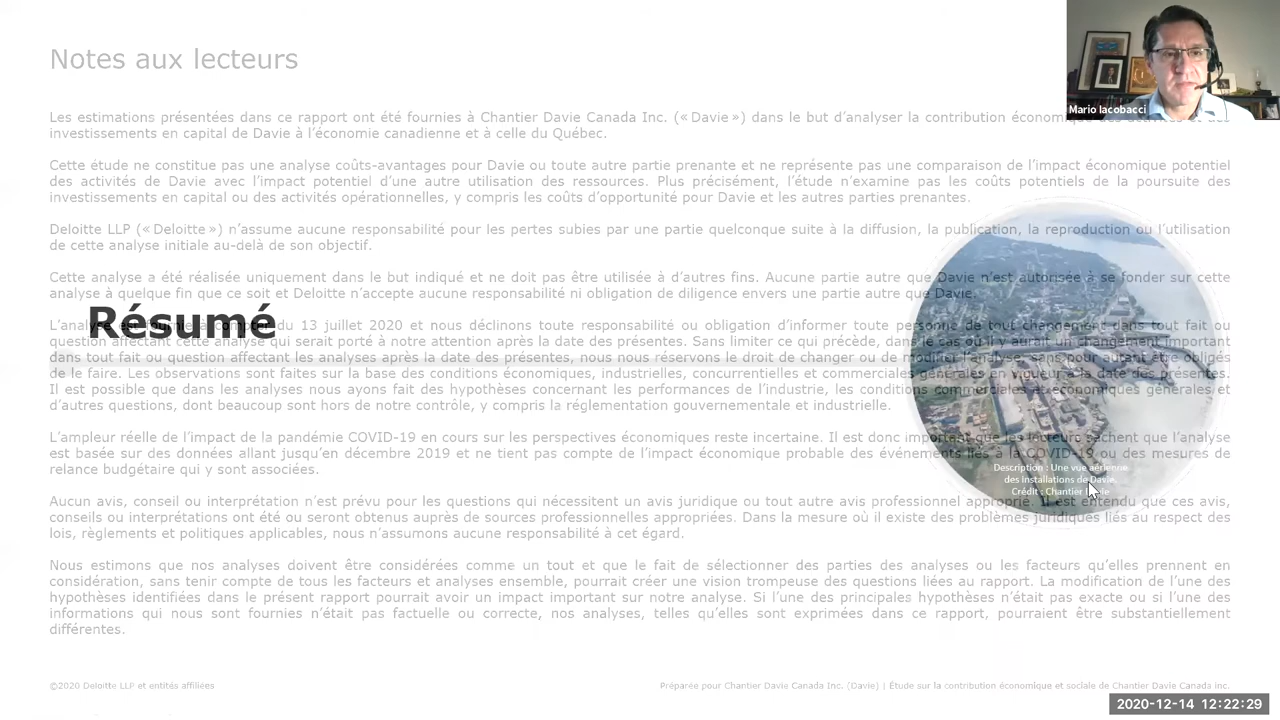 Notes aux lecteurs
Mario Iacobacci
Les estimations présentées dans ce rapport ont été fournies à Chantier Davie Canada Inc. (« Davie ») dans le but d'analyser la contribution économique des activités et des
investissements en capital de Davie à l'économie canadienne et à celle du Québec.
Cette étude ne constitue pas une analyse coûts-avantages pour Davie ou toute autre partie prenante et ne représente pas une comparaison de l'impact économique potentiel
des activités de Davie avec l'impact potentiel d'une autre utilisation des ressources. Plus précisément, l'étude n'examine pas les coûts potentiels de la poursuite des
investissements en capital ou des activités opérationnelles, y compris les coûts d'opportunité pour Davie et les autres parties prenantes.
Deloitte LLP (« Deloitte ») n'assume aucune responsabilité pour les pertes subies par une partie quelconque suite à la diffusion, la publication, la reproduction ou l'utilisation
de cette analyse initiale au-delà de son objectif.
Cette analyse a été réalisée uniquement dans le but indiqué et ne doit pas être utilisée à d'autres fins. Aucune partie autre que Davie n'est autorisée à se fonder sur cette
analyse à quelque fin que ce soit et Deloitte n'accepte aucune responsabilité ni obligation de diligence envers une partie autre que Davie.
Résumé
L'analyse est fournie à compter du 13 juillet 2020 et nous déclinons toute responsabilité ou obligation d'informer toute personne de tout changement dans tout fait ou
question affectant cette analyse qui serait porté à notre attention après la date des présentes. Sans limiter ce qui précède, dans le cas où il y aurait un changement important
dans tout fait ou question affectant les analyses après la date des présentes, nous nous réservons le droit de changer ou de modifier l'analyse, sans pour autant être obligés
de le faire. Les observations sont faites sur la base des conditions économiques, industrielles, concurrentielles et commerciales générales en vigueur à la date des présentes.
Il est possible que dans les analyses nous ayons fait des hypothèses concernant les performances de l'industrie, les conditions commerciales et économiques générales et
d'autres questions, dont beaucoup sont hors de notre contrôle, y compris la réglementation gouvernementale et industrielle.
L'ampleur réelle de l'impact de la pandémie COVID-19 en cours sur les perspectives économiques reste incertaine. Il est donc important que les lecteurs sachent que l'analyse
est basée sur des données allant jusqu'en décembre 2019 et ne tient pas compte de l'impact économique probable des événements liés à la COVID-19 ou des mesures de
relance budgétaire qui y sont associées.
Description : Une vue aérienne
des installations de Davie.
Crédit : Chantier
Aucun avis, conseil ou interprétation n'est prévu pour les questions qui nécessitent un avis juridique ou tout autre avis professionnel approprié. Il est entendu que ces avis,
conseils ou interprétations ont été ou seront obtenus auprès de sources professionnelles appropriées. Dans la mesure où il existe des problèmes juridiques liés au respect des
lois, règlements et politiques applicables, nous n'assumons aucune responsabilité à cet égard.
Nous estimons que nos analyses doivent être considérées comme un tout et que le fait de sélectionner des parties des analyses ou les facteurs qu'elles prennent en
considération, sans tenir compte de tous les facteurs et analyses ensemble, pourrait créer une vision trompeuse des questions liées au rapport. La modification de l'une des
hypothèses identifiées dans le présent rapport pourrait avoir un impact important sur notre analyse. Si l'une des principales hypothèses n'était pas exacte ou si l'une des
informations qui nous sont fournies n'était pas factuelle ou correcte, nos analyses, telles qu'elles sont exprimées dans ce rapport, pourraient être substantiellement
différentes.
©2020 Deloitte LLP et entités affiliées
Préparée pour Chantier Davie Canada Inc. (Davie) | Étude sur la contribution économique et sociale de Chantier Davie Canada inc.
2020-12-14 12:22:29